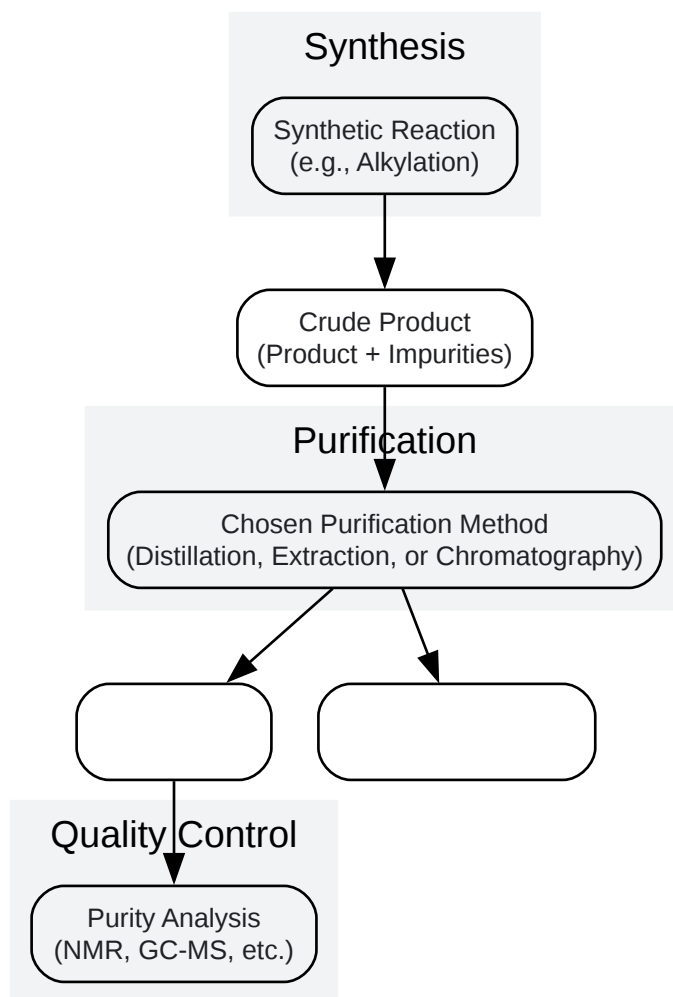 Synthesis
Synthetic Reaction
(e.g., Alkylation)
Crude Product
(Product + Impurities)
Purification
Chosen Purification Method
(Distillation, Extraction, or Chromatography)
Quality Control
Purity Analysis
(NMR, GC-MS, etc.)